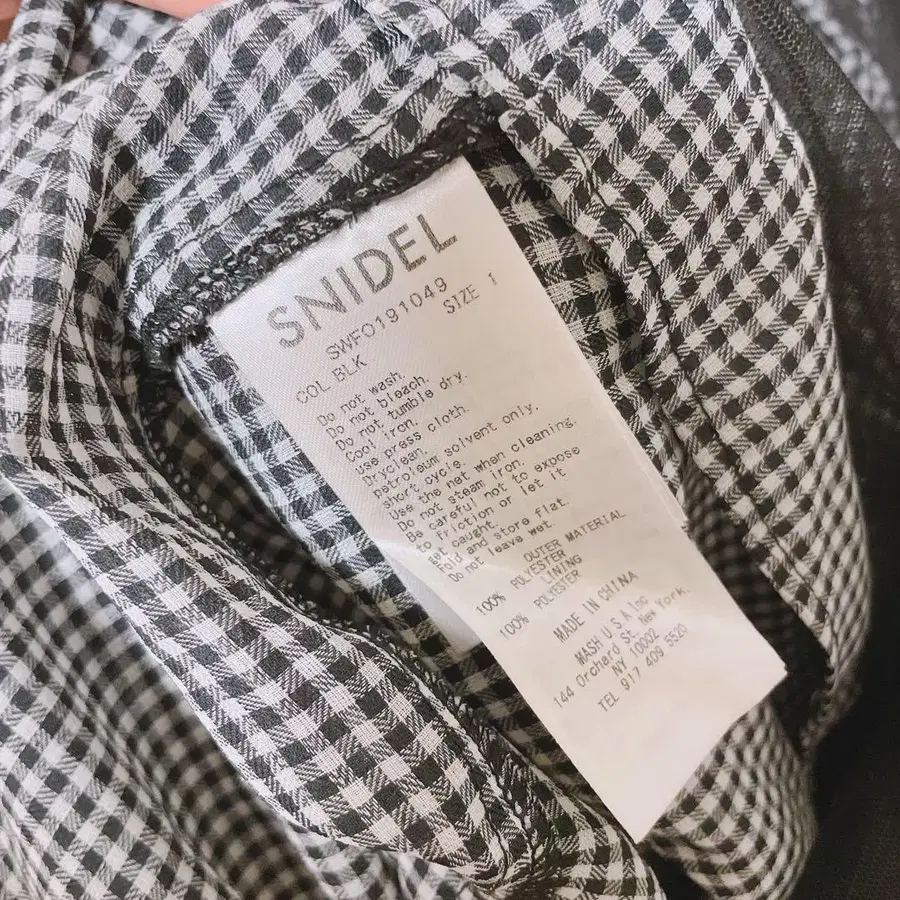 SNIDEL
SWFO191049
SIZE 1
COL BLK
Do not wash.
Do not bleach.
Do not tumble dry.
Cool iron.
Use press cloth.
Dryclean.
petroleum solvent only.
short cycle.
Use the net when cleaning.
Do not steam iron.
Be careful not to expose
to friction or let it
get caught.
Fold and store flat.
Do not leave wet.
OUTER MATERIAL
100% POLYESTER
LINING
100% POLYESTER
MADE IN CHINA
MASH U S A Inc
144 Orchard St. New York.
NY 10002
TEL 917 409 5520